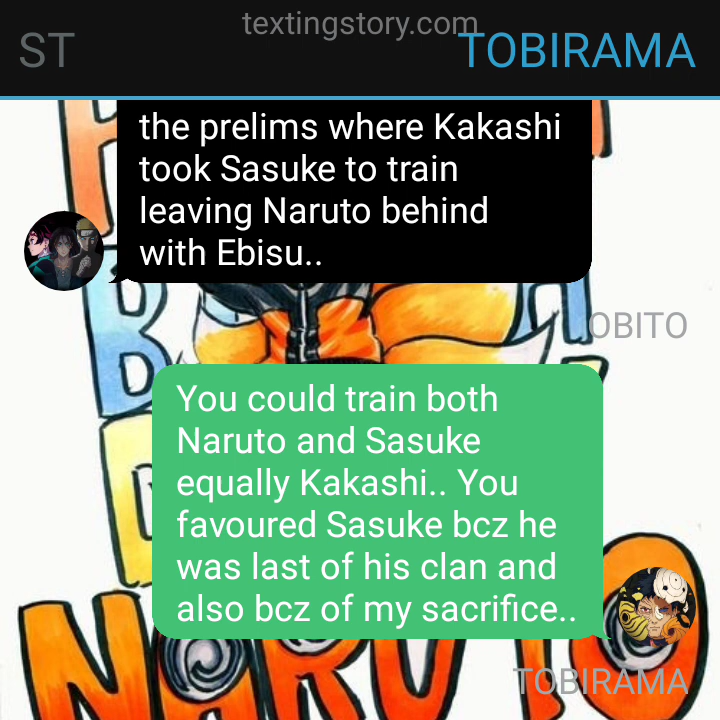 textingstory.com
ST
TOBIRAMA
the prelims where Kakashi
took Sasuke to train
leaving Naruto behind
with Ebisu..
OBITO
You could train both
Naruto and Sasuke
equally Kakashi.. You
favoured Sasuke bcz he
was last of his clan and
also bcz of my sacrifice..
TOBIRAMA
NARUTO